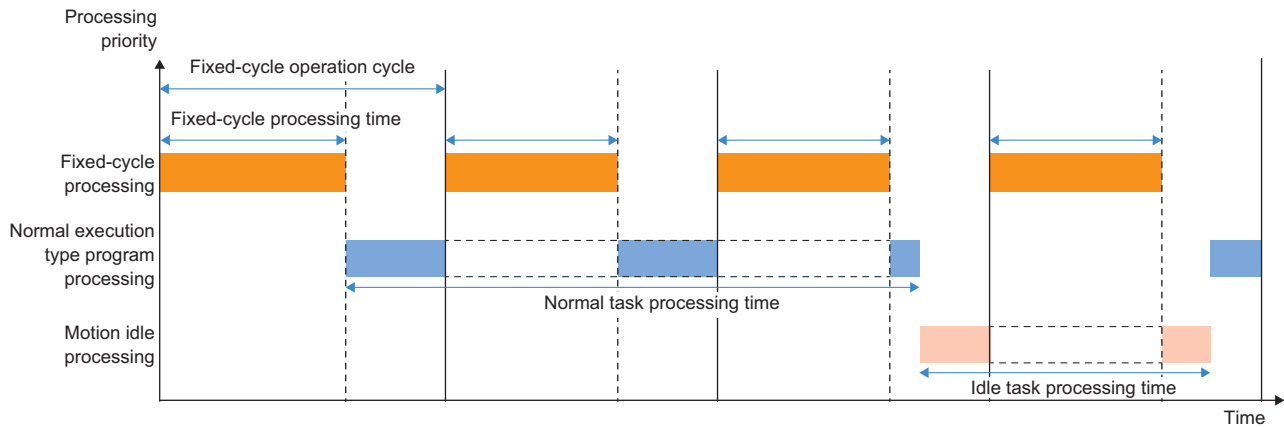 Processing
priority
Fixed-cycle operation cycle
Fixed-cycle processing time
Fixed-cycle
processing
Normal execution
type program
processing
Normal task processing time
Motion idle
processing
Idle task processing time
Time